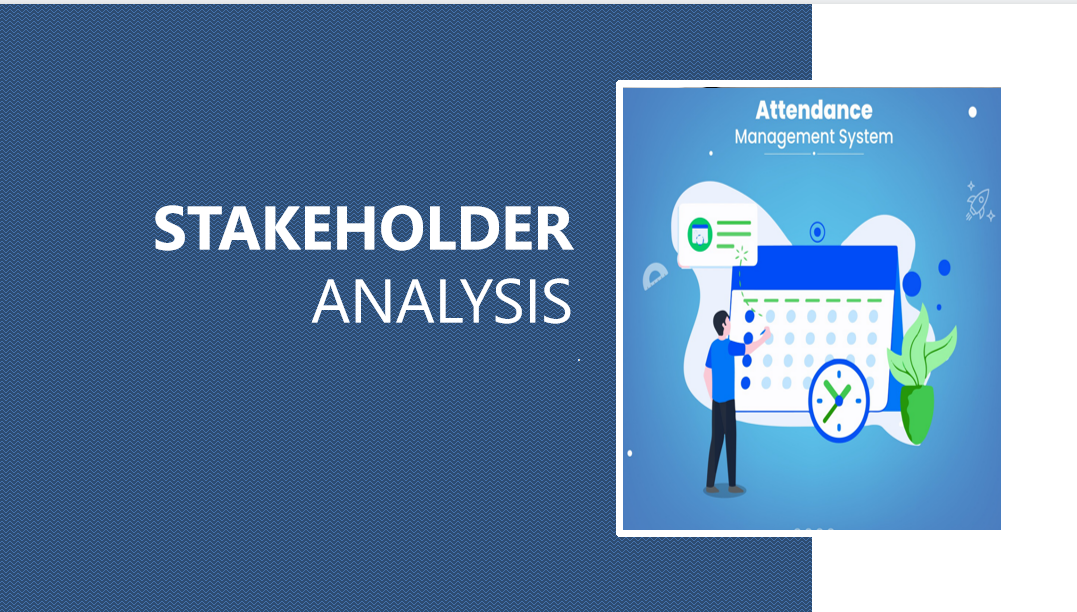 STAKEHOLDER
ANALYSIS
.
Attendance
Management System